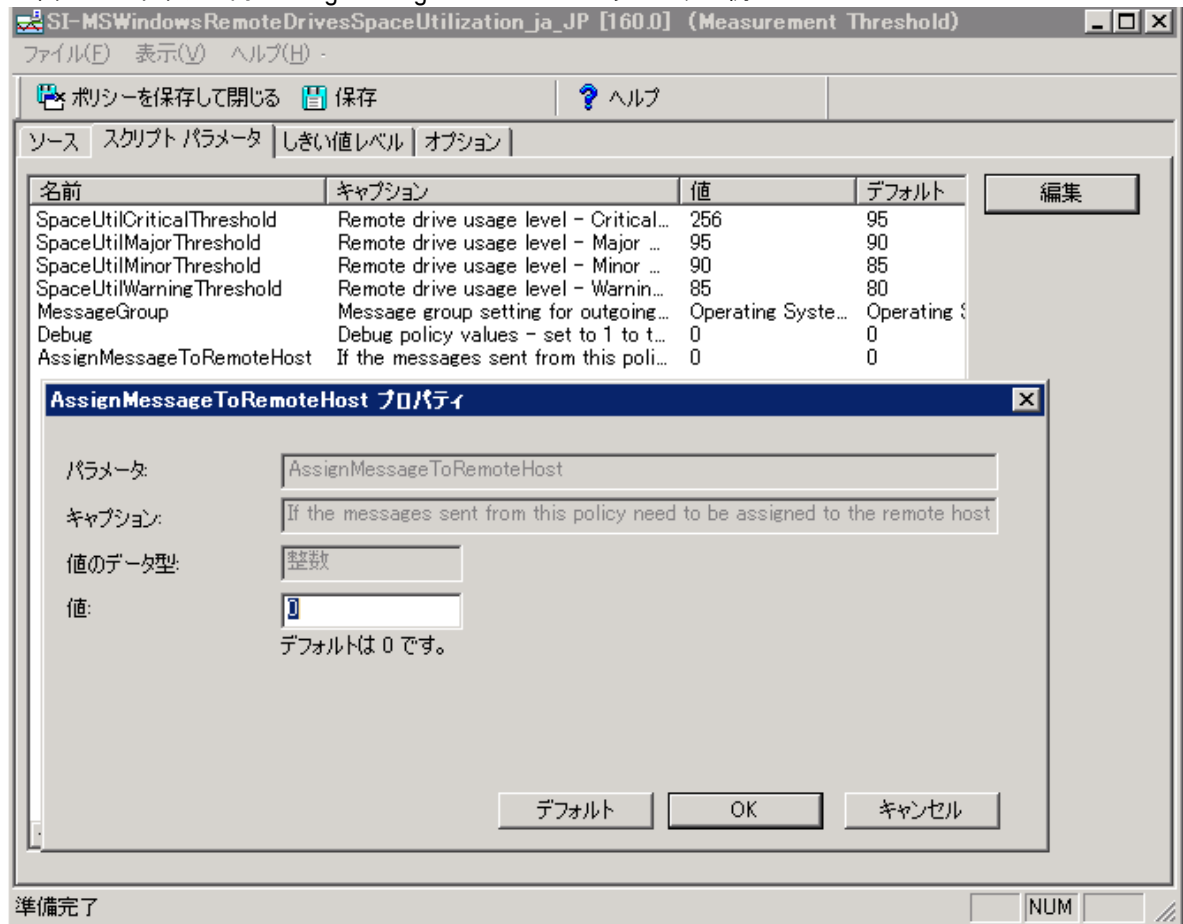 SI-MSWindowsRemoteDrivesSpaceUtilization_ja_JP [160.0] (Measurement Threshold)
ファイル(F) 表示(V) ヘルプ(H) -
ポリシーを保存して閉じる 保存 ヘルプ
ソース スクリプト パラメータ しきい値レベル オプション
名前 キャプション 値 デフォルト 編集
SpaceUtilCriticalThreshold Remote drive usage level - Critical... 256 95
SpaceUtilMajorThreshold Remote drive usage level - Major ... 95 90
SpaceUtilMinorThreshold Remote drive usage level - Minor ... 90 85
SpaceUtilWarningThreshold Remote drive usage level - Warnin... 85 80
MessageGroup Message group setting for outgoing... Operating Syste... Operating
Debug Debug policy values - set to 1 to t... 0 0
AssignMessageToRemoteHost If the messages sent from this poli... 0 0
AssignMessageToRemoteHost プロパティ
パラメータ: AssignMessageToRemoteHost
キャプション: If the messages sent from this policy need to be assigned to the remote host
値のデータ型: 整数
値: 0
デフォルトは 0 です。
デフォルト OK キャンセル
準備完了 NUM